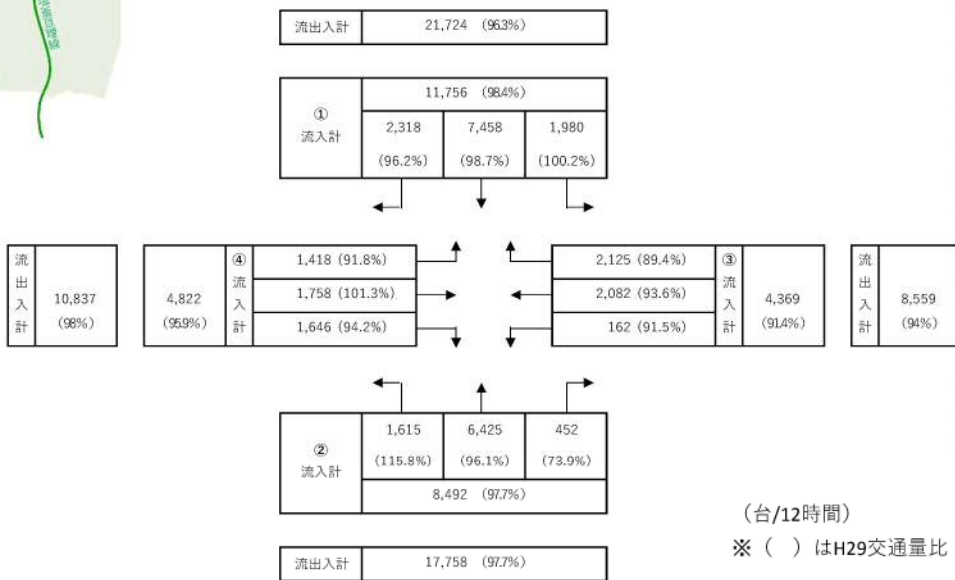 流出入計 21,724 (96.3%)
① 流入計
11,756 (98.4%)
2,318 7,458 1,980
(96.2%) (98.7%) (100.2%)
流出入計
10,837
(98%)
4,822
(95.9%)
④ 流入計
1,418 (91.8%)
1,758 (101.3%)
1,646 (94.2%)
2,125 (89.4%)
2,082 (93.6%)
162 (91.5%)
③ 流入計
4,369
(91.4%)
流出入計
8,559
(94%)
② 流入計
1,615 6,425 452
(115.8%) (96.1%) (73.9%)
8,492 (97.7%)
流出入計 17,758 (97.7%)
(台/12時間)
※ ( ) はH29交通量比